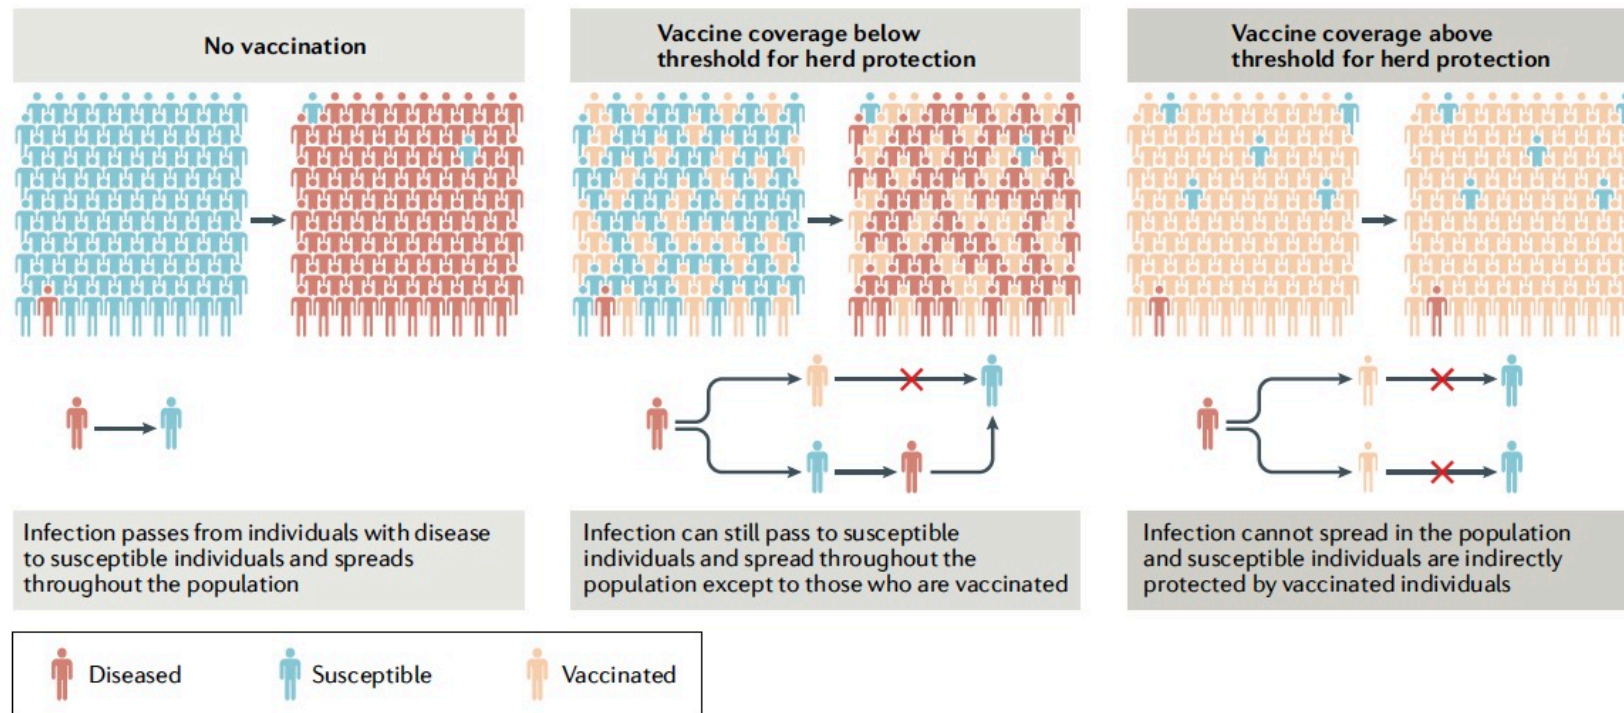 No vaccination
Vaccine coverage below
threshold for herd protection
Vaccine coverage above
threshold for herd protection
Infection passes from individuals with disease
to susceptible individuals and spreads
throughout the population
Infection can still pass to susceptible
individuals and spread throughout the
population except to those who are vaccinated
Infection cannot spread in the population
and susceptible individuals are indirectly
protected by vaccinated individuals
Diseased
Susceptible
Vaccinated